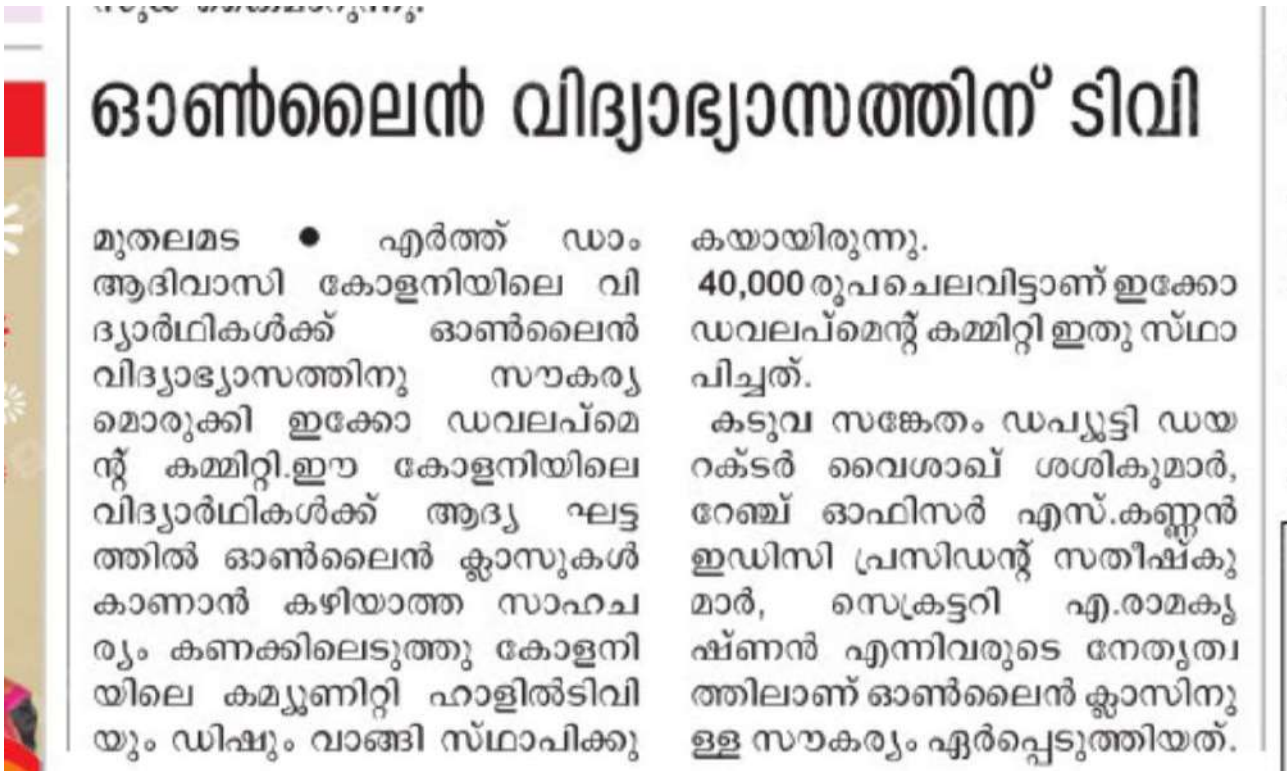 ഓൺലൈൻ വിദ്യാഭ്യാസത്തിന് ടിവി
മുതലമട ● എർത്ത് ഡാം
ആദിവാസി കോളനിയിലെ വി
ദ്യാർഥികൾക്ക് ഓൺലൈൻ
വിദ്യാഭ്യാസത്തിനു സൗകര്യ
മൊരുക്കി ഇക്കോ ഡവലപ്മെ
ന്റ് കമ്മിറ്റി.ഈ കോളനിയിലെ
വിദ്യാർഥികൾക്ക് ആദ്യ ഘട്ട
ത്തിൽ ഓൺലൈൻ ക്ലാസുകൾ
കാണാൻ കഴിയാത്ത സാഹച
ര്യം കണക്കിലെടുത്തു കോളനി
യിലെ കമ്യൂണിറ്റി ഹാളിൽടിവി
യും ഡിഷും വാങ്ങി സ്ഥാപിക്കു
കയായിരുന്നു.
40,000 രൂപചെലവിട്ടാണ് ഇക്കോ
ഡവലപ്മെന്റ് കമ്മിറ്റി ഇതു സ്ഥാ
പിച്ചത്.
കടുവ സങ്കേതം ഡപ്യൂട്ടി ഡയ
റക്ടർ വൈശാഖ് ശശികുമാർ,
റേഞ്ച് ഓഫിസർ എസ്.കണ്ണൻ
ഇഡിസി പ്രസിഡന്റ് സതീഷ്കു
മാർ, സെക്രട്ടറി എ.രാമകൃ
ഷ്ണൻ എന്നിവരുടെ നേതൃത്വ
ത്തിലാണ് ഓൺലൈൻ ക്ലാസിനു
ള്ള സൗകര്യം ഏർപ്പെടുത്തിയത്.